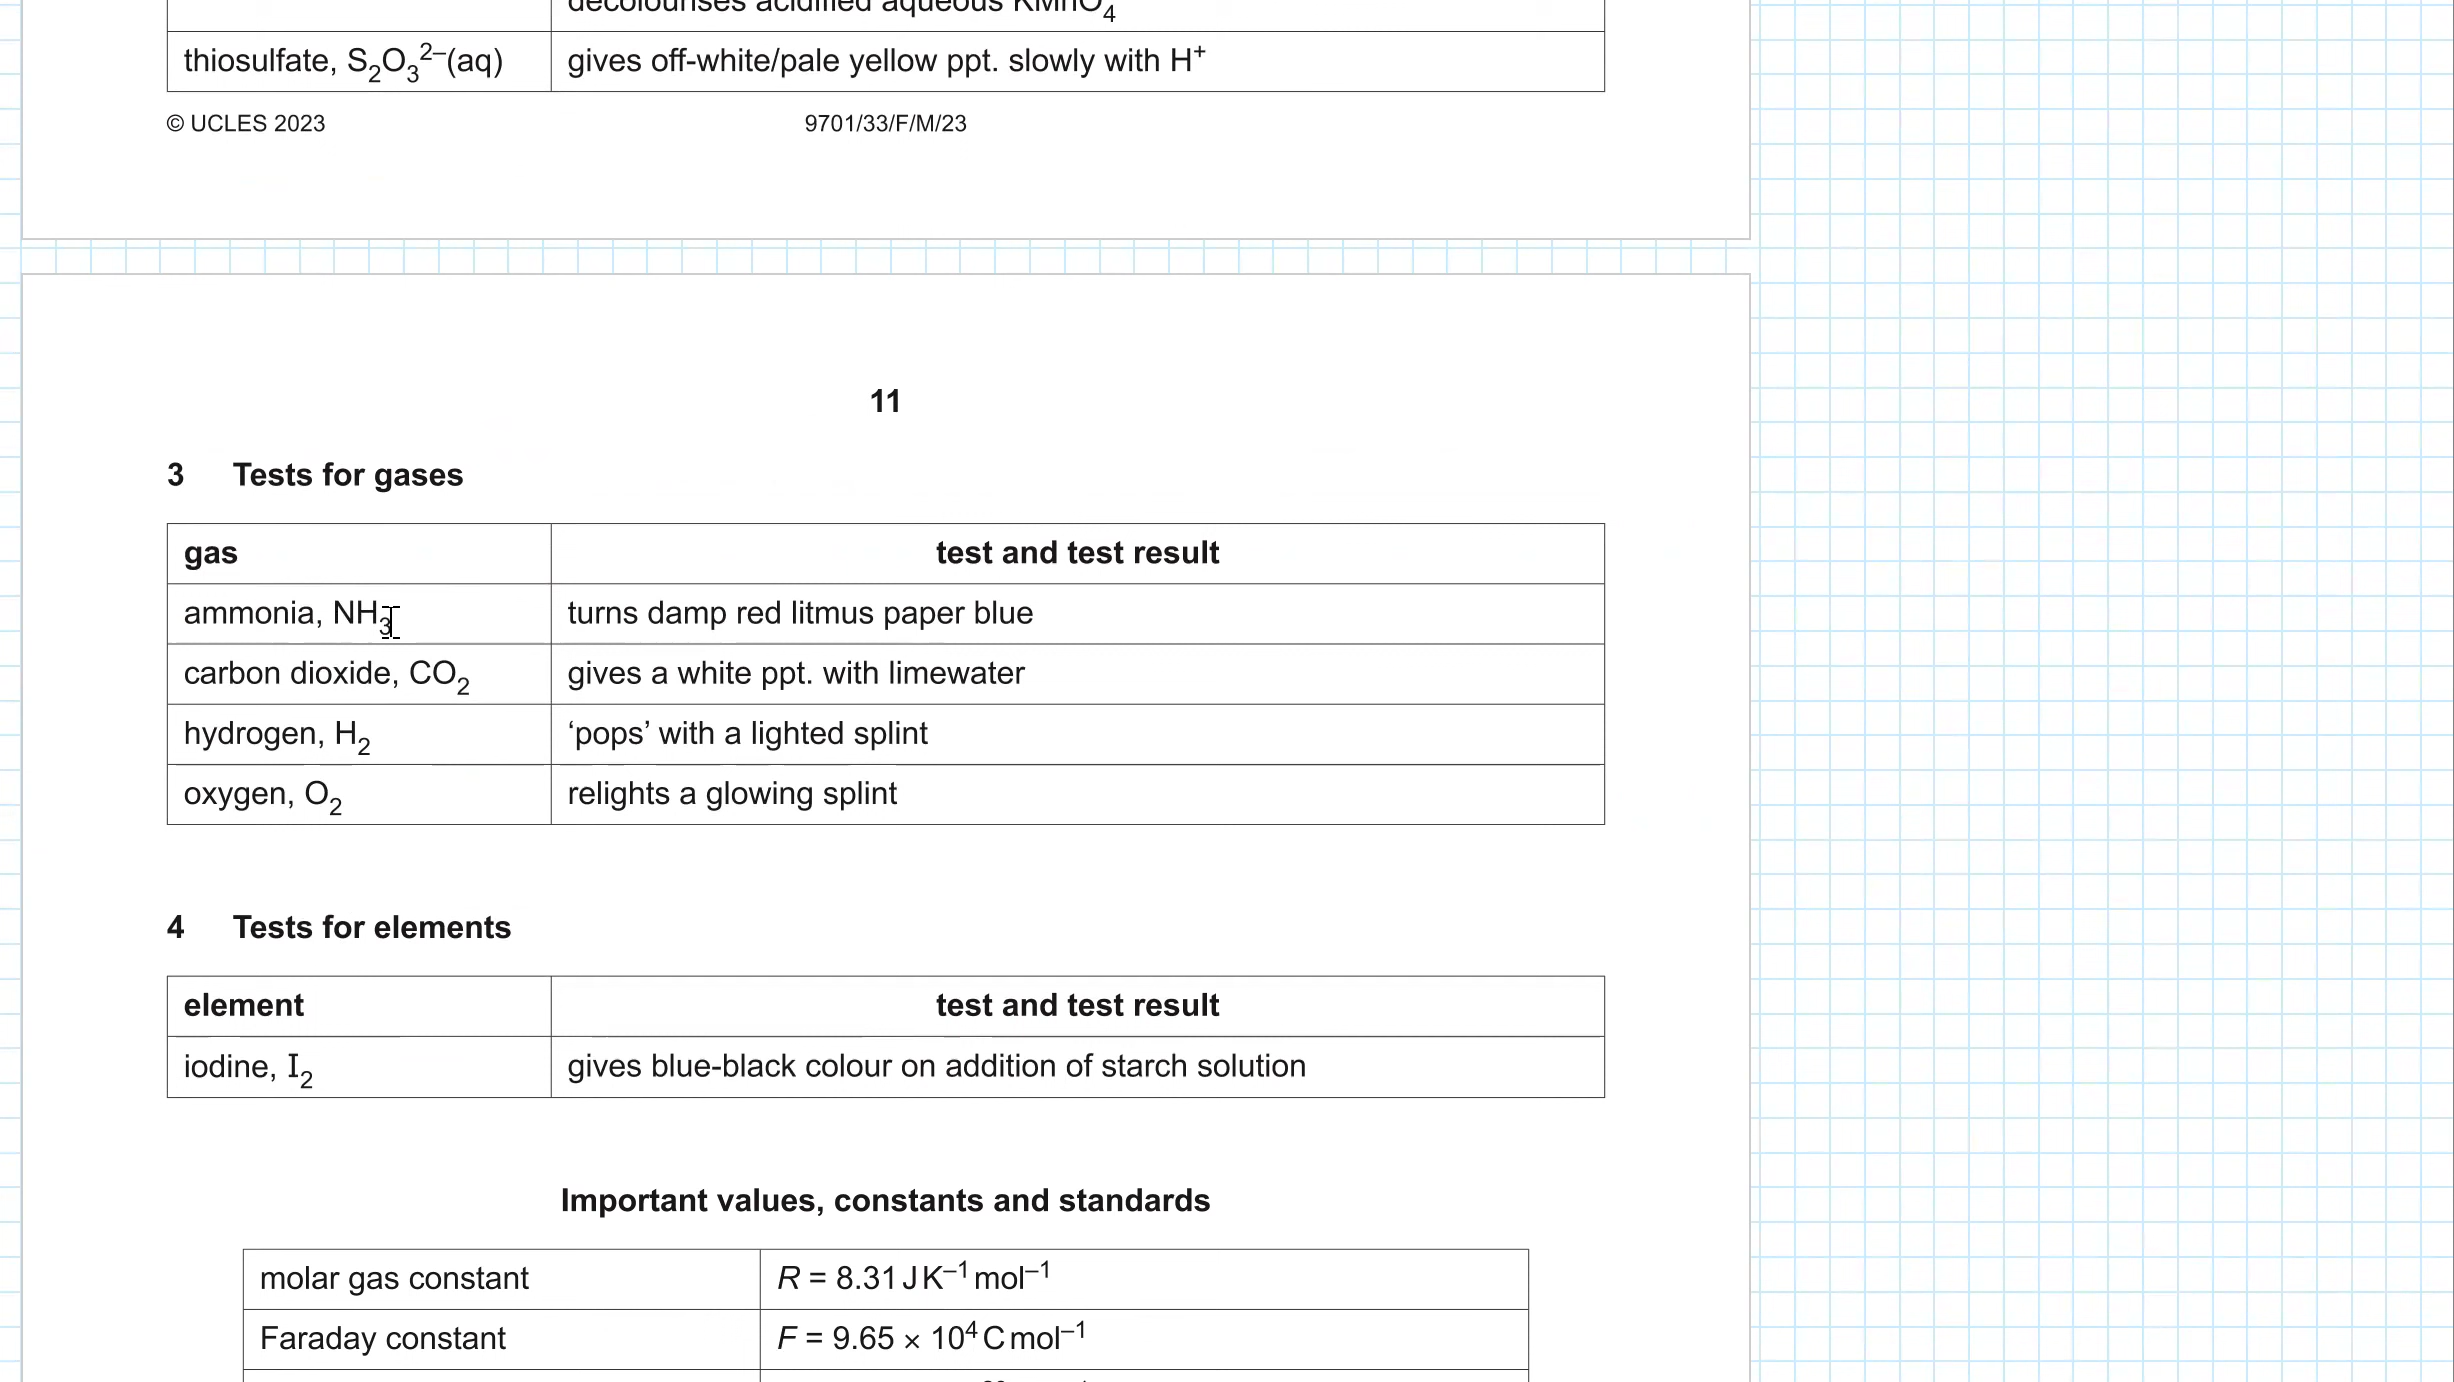 decolourises acidified aqueous KMnO₄
thiosulfate, S₂O₃²⁻(aq) gives off-white/pale yellow ppt. slowly with H⁺
© UCLES 2023 9701/33/F/M/23
11
3 Tests for gases
gas test and test result
ammonia, NH₃ turns damp red litmus paper blue
carbon dioxide, CO₂ gives a white ppt. with limewater
hydrogen, H₂ ‘pops’ with a lighted splint
oxygen, O₂ relights a glowing splint
4 Tests for elements
element test and test result
iodine, I₂ gives blue-black colour on addition of starch solution
Important values, constants and standards
molar gas constant R = 8.31 J K⁻¹ mol⁻¹
Faraday constant F = 9.65 × 10⁴ C mol⁻¹